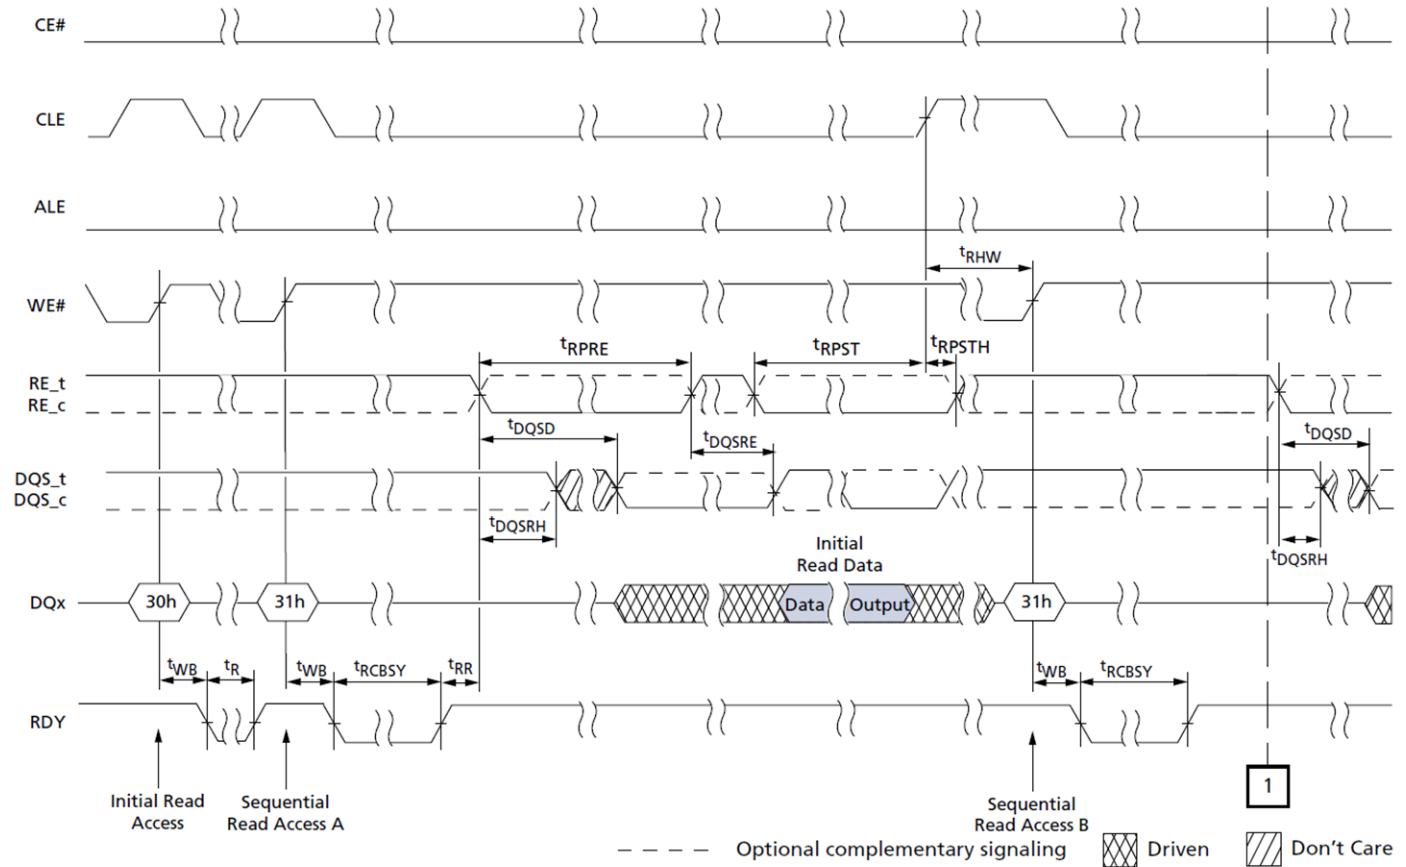 CE#
CLE
ALE
tRHW
WE#
tRPRE
tRPST
tRPSTH
RE_t
RE_c
tDQSD
tDQSRE
tDQSD
DQS_t
DQS_c
tDQSRH
tDQSRH
Initial
Read Data
DQx
30h
31h
Data
Output
31h
tWB
tR
tWB
tRCBSY
tRR
tWB
tRCBSY
RDY
1
Initial Read
Access
Sequential
Read Access A
Sequential
Read Access B
Optional complementary signaling
Driven
Don't Care